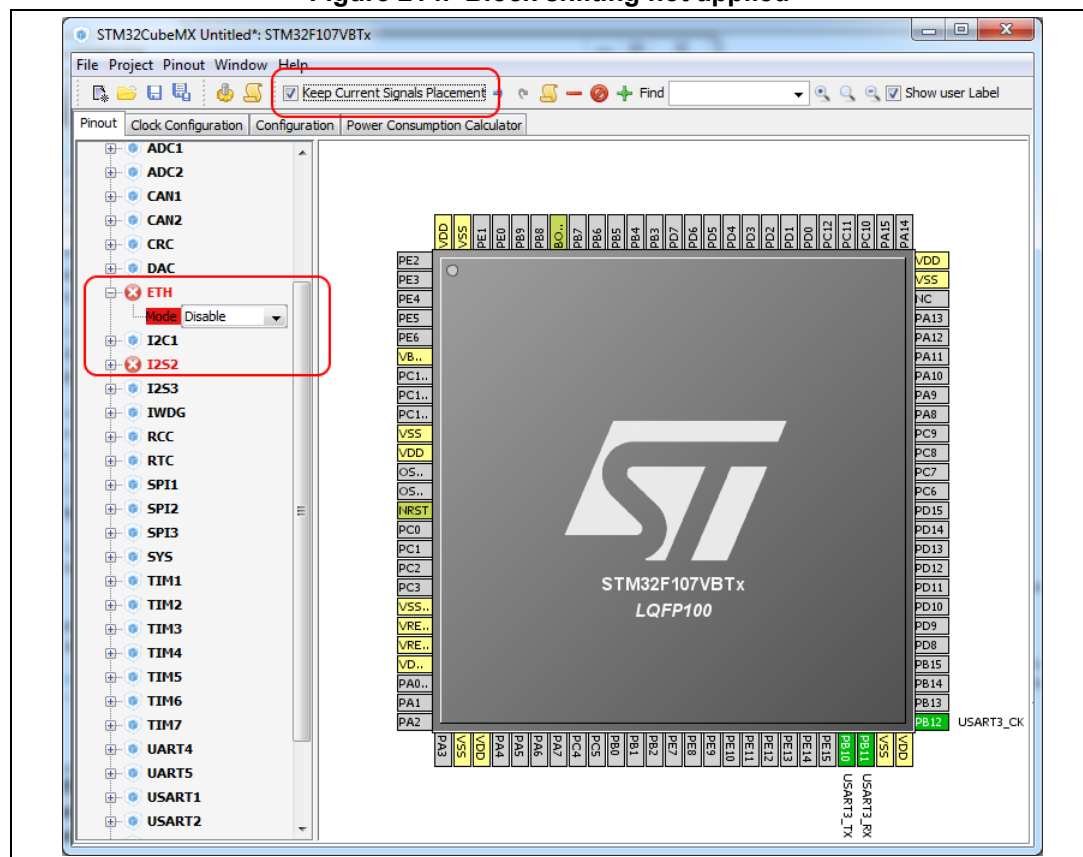 Figure 214. Block shifting not applied
STM32CubeMX Untitled*: STM32F107VBTx
File Project Pinout Window Help
Keep Current Signals Placement Find Show user Label
Pinout Clock Configuration Configuration Power Consumption Calculator
ADC1
ADC2
CAN1
CAN2
CRC
DAC
ETH
Mode Disable
I2C1
I2S2
I2S3
IWDG
RCC
RTC
SPI1
SPI2
SPI3
SYS
TIM1
TIM2
TIM3
TIM4
TIM5
TIM6
TIM7
UART4
UART5
USART1
USART2
VDD VSS PE1 PE0 PB9 PB8 BO.. PB7 PB6 PB5 PB4 PB3 PD7 PD6 PD5 PD4 PD3 PD2 PD1 PD0 PC12 PC11 PC10 PA15 PA14
PE2
PE3
PE4
PE5
PE6
VB..
PC1..
PC1..
PC1..
VSS
VDD
OS..
OS..
NRST
PC0
PC1
PC2
PC3
VSS..
VRE..
VRE..
VD..
PA0..
PA1
PA2
ST
STM32F107VBTx
LQFP100
VDD
VSS
NC
PA13
PA12
PA11
PA10
PA9
PA8
PC9
PC8
PC7
PC6
PD15
PD14
PD13
PD12
PD11
PD10
PD9
PD8
PB15
PB14
PB13
PB12 USART3_CK
PA3 VSS VDD PA4 PA5 PA6 PA7 PC4 PC5 PB0 PB1 PB2 PE7 PE8 PE9 PE10 PE11 PE12 PE13 PE14 PE15 PB10 PB11 VSS VDD
USART3_TX USART3_RX